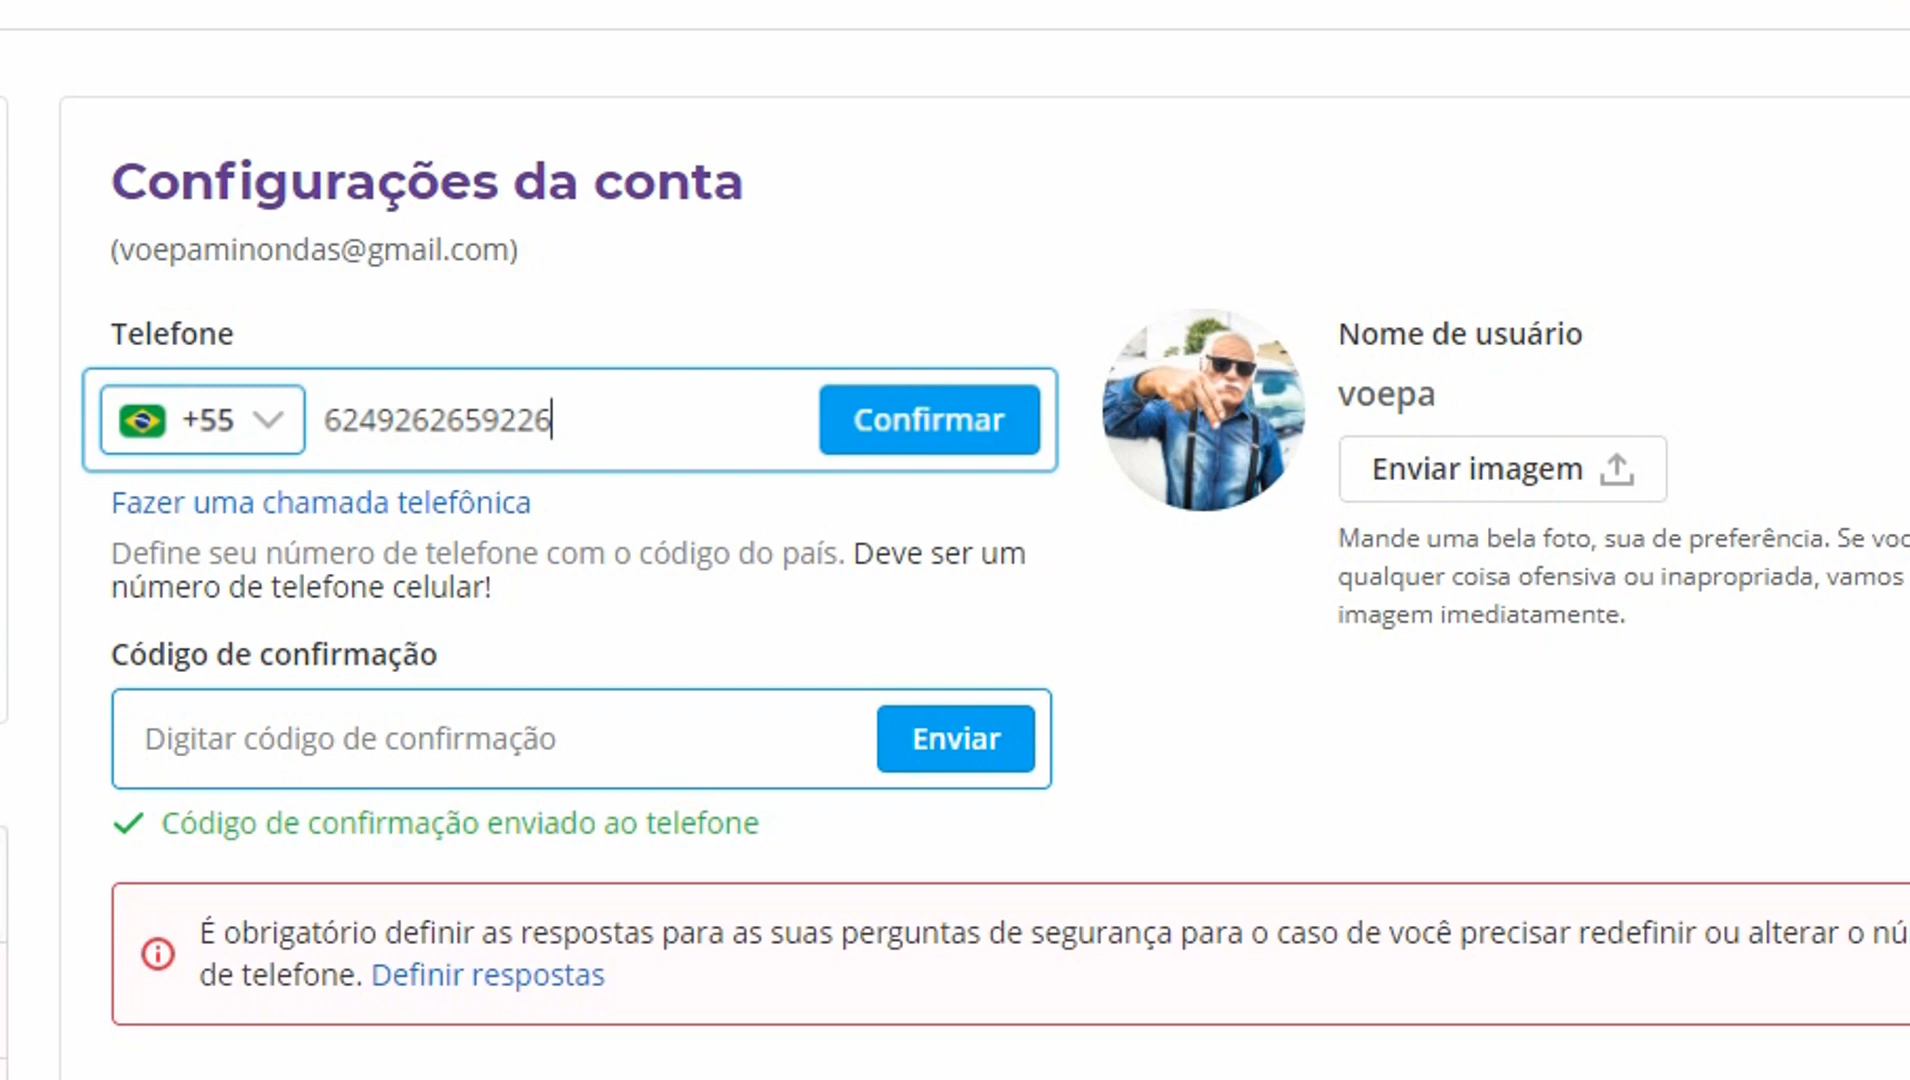 Configurações da conta
(voepaminondas@gmail.com)
Telefone
+55 6249262659226 Confirmar
Fazer uma chamada telefônica
Define seu número de telefone com o código do país. Deve ser um
número de telefone celular!
Código de confirmação
Digitar código de confirmação Enviar
Código de confirmação enviado ao telefone
Nome de usuário
voepa
Enviar imagem
Mande uma bela foto, sua de preferência. Se voc
qualquer coisa ofensiva ou inapropriada, vamos
imagem imediatamente.
É obrigatório definir as respostas para as suas perguntas de segurança para o caso de você precisar redefinir ou alterar o nú
de telefone. Definir respostas